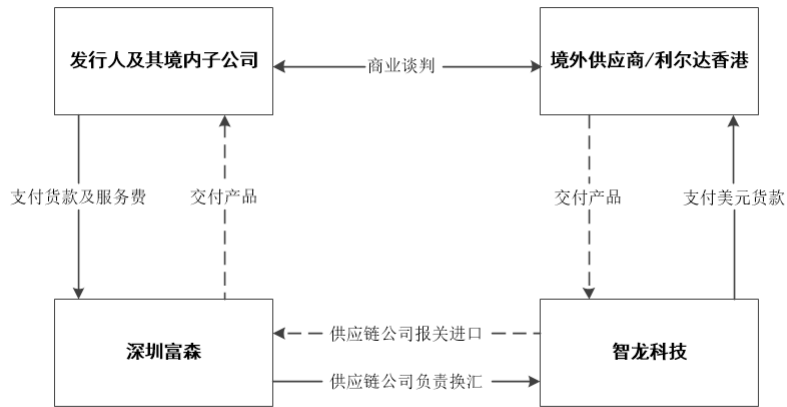 发行人及其境内子公司
商业谈判
境外供应商/利尔达香港
支付货款及服务费
交付产品
交付产品
支付美元货款
深圳富森
供应链公司报关进口
供应链公司负责换汇
智龙科技